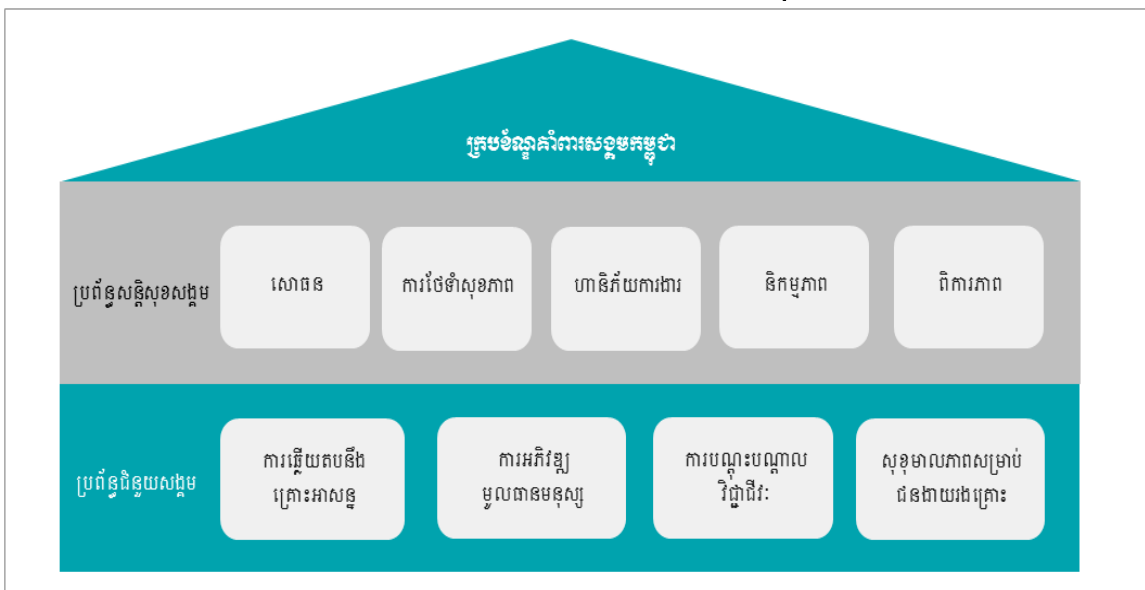 ក្របខ័ណ្ឌគាំពារសង្គមកម្ពុជា
ប្រព័ន្ធសន្តិសុខសង្គម
សោធន
ការថែទាំសុខភាព
ហានិភ័យការងារ
និកម្មភាព
ពិការភាព
ប្រព័ន្ធជំនួយសង្គម
ការឆ្លើយតបនឹង
គ្រោះអាសន្ន
ការអភិវឌ្ឍ
មូលធានមនុស្ស
ការបណ្តុះបណ្តាល
វិជ្ជាជីវៈ
សុខុមាលភាពសម្រាប់
ជនងាយរងគ្រោះ